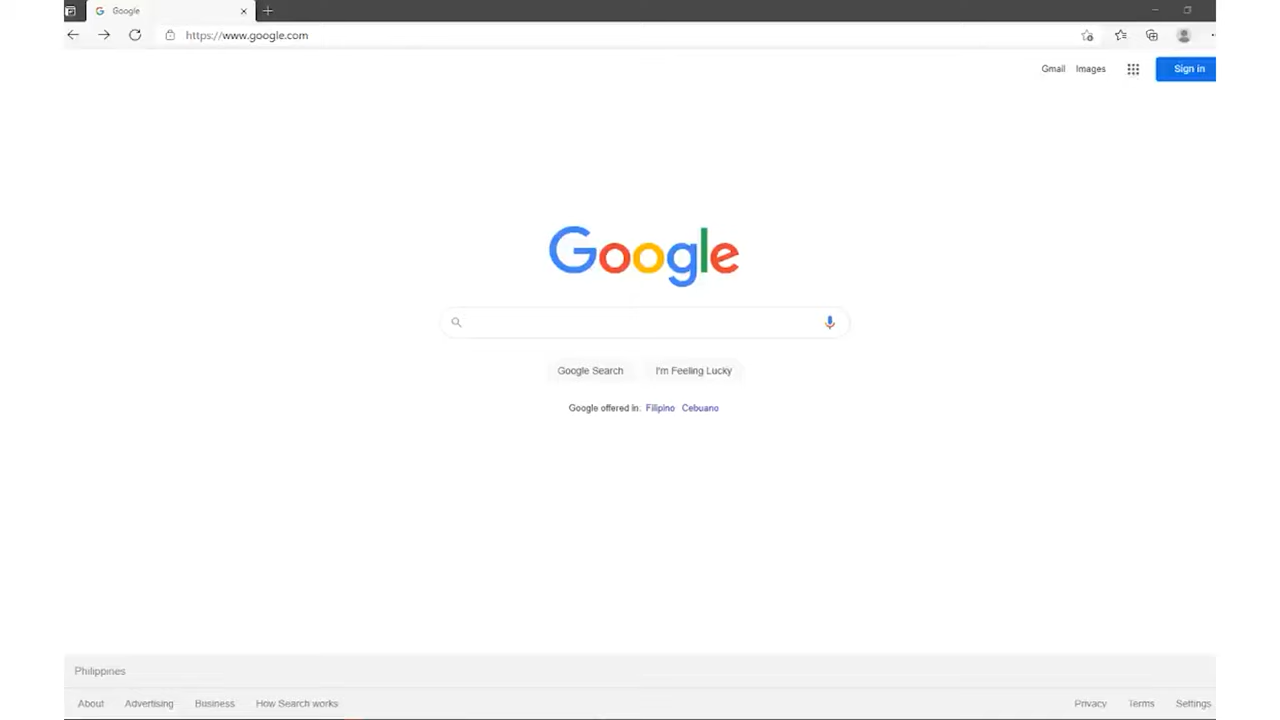 Google
https://www.google.com
Gmail Images Sign in
Google
Google Search I'm Feeling Lucky
Google offered in: Filipino Cebuano
Philippines
About Advertising Business How Search works Privacy Terms Settings